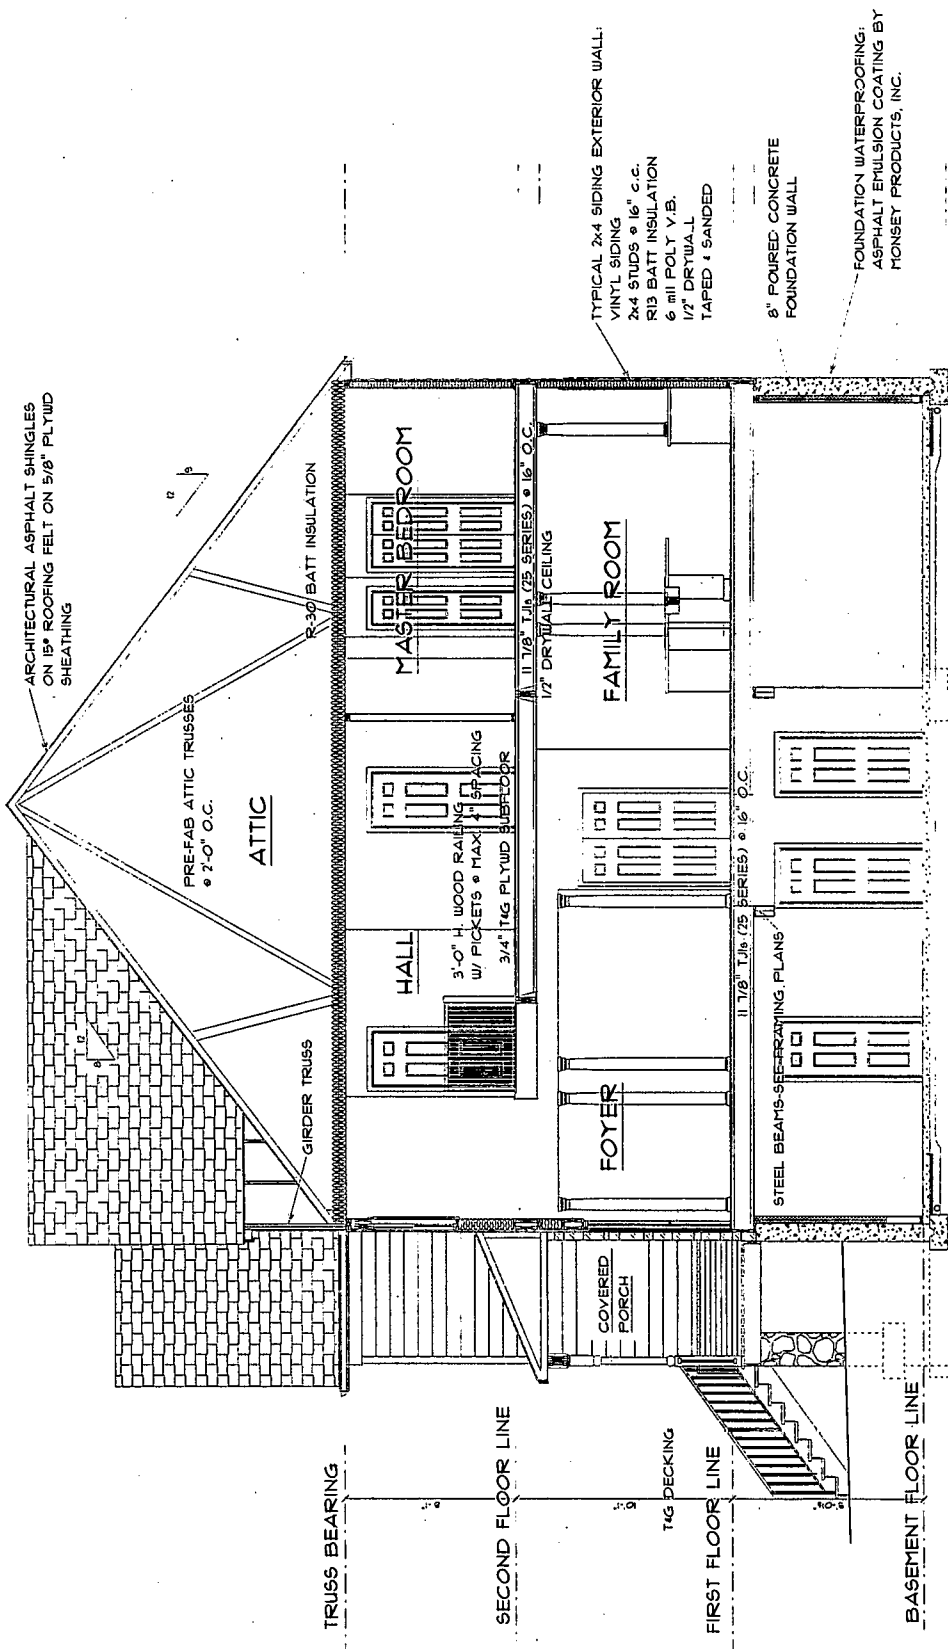 ARCHITECTURAL ASPHALT SHINGLES
ON 15# ROOFING FELT ON 5/8" PLYWD
SHEATHING
12
9
12
PRE-FAB ATTIC TRUSSES
@ 2'-0" O.C.
ATTIC
R-30 BATT INSULATION
GIRDER TRUSS
TRUSS BEARING
HALL
MASTER BEDROOM
3'-0" H. WOOD RAILING
W/ PICKETS @ MAX. 4" SPACING
3/4" T&G PLYWD SUBFLOOR
11 7/8" TJIs (25 SERIES) @ 16" O.C.
1/2" DRYWALL CEILING
SECOND FLOOR LINE
TYPICAL 2x4 SIDING EXTERIOR WALL:
VINYL SIDING
2x4 STUDS @ 16" c.c.
R13 BATT INSULATION
6 mil POLY V.B.
1/2" DRYWALL
TAPED & SANDED
COVERED
PORCH
FOYER
FAMILY ROOM
T&G DECKING
FIRST FLOOR LINE
11 7/8" TJIs (25 SERIES) @ 16" O.C.
STEEL BEAMS-SEE FRAMING PLANS
8" POURED CONCRETE
FOUNDATION WALL
FOUNDATION WATERPROOFING:
ASPHALT EMULSION COATING BY
MONSEY PRODUCTS, INC.
BASEMENT FLOOR LINE